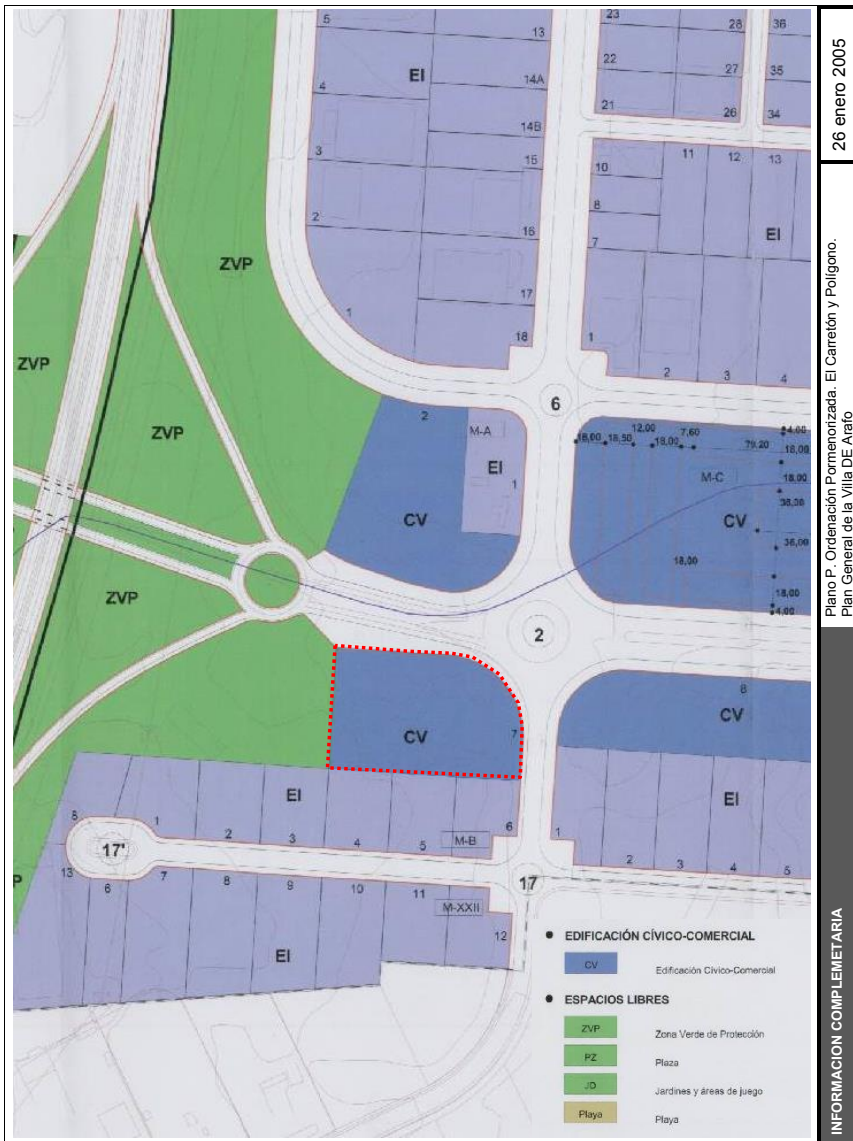 5
13
23
28
36
EI
14A
22
27
35
4
21
26
34
14B
3
15
11
12
13
10
2
16
8
EI
ZVP
7
17
1
18
1
ZVP
2
3
4
6
2
ZVP
M-A
12,00
7,60
4,00
18,00
18,50
18,00
79,20
18,00
EI
1
M-C
18,00
36,00
CV
CV
36,00
18,00
ZVP
18,00
4,00
2
8
CV
CV
7
EI
EI
5
1
2
3
4
5
M-B
6
1
17'
2
3
4
5
13
6
7
8
9
10
11
17
P
M-XXII
12
EI
• EDIFICACIÓN CÍVICO-COMERCIAL
CV Edificación Cívico-Comercial
• ESPACIOS LIBRES
ZVP Zona Verde de Protección
PZ Plaza
JD Jardines y áreas de juego
Playa Playa
26 enero 2005
Plano P. Ordenación Pormenorizada. El Carretón y Polígono.
Plan General de la Villa DE Arafo
INFORMACION COMPLEMETARIA